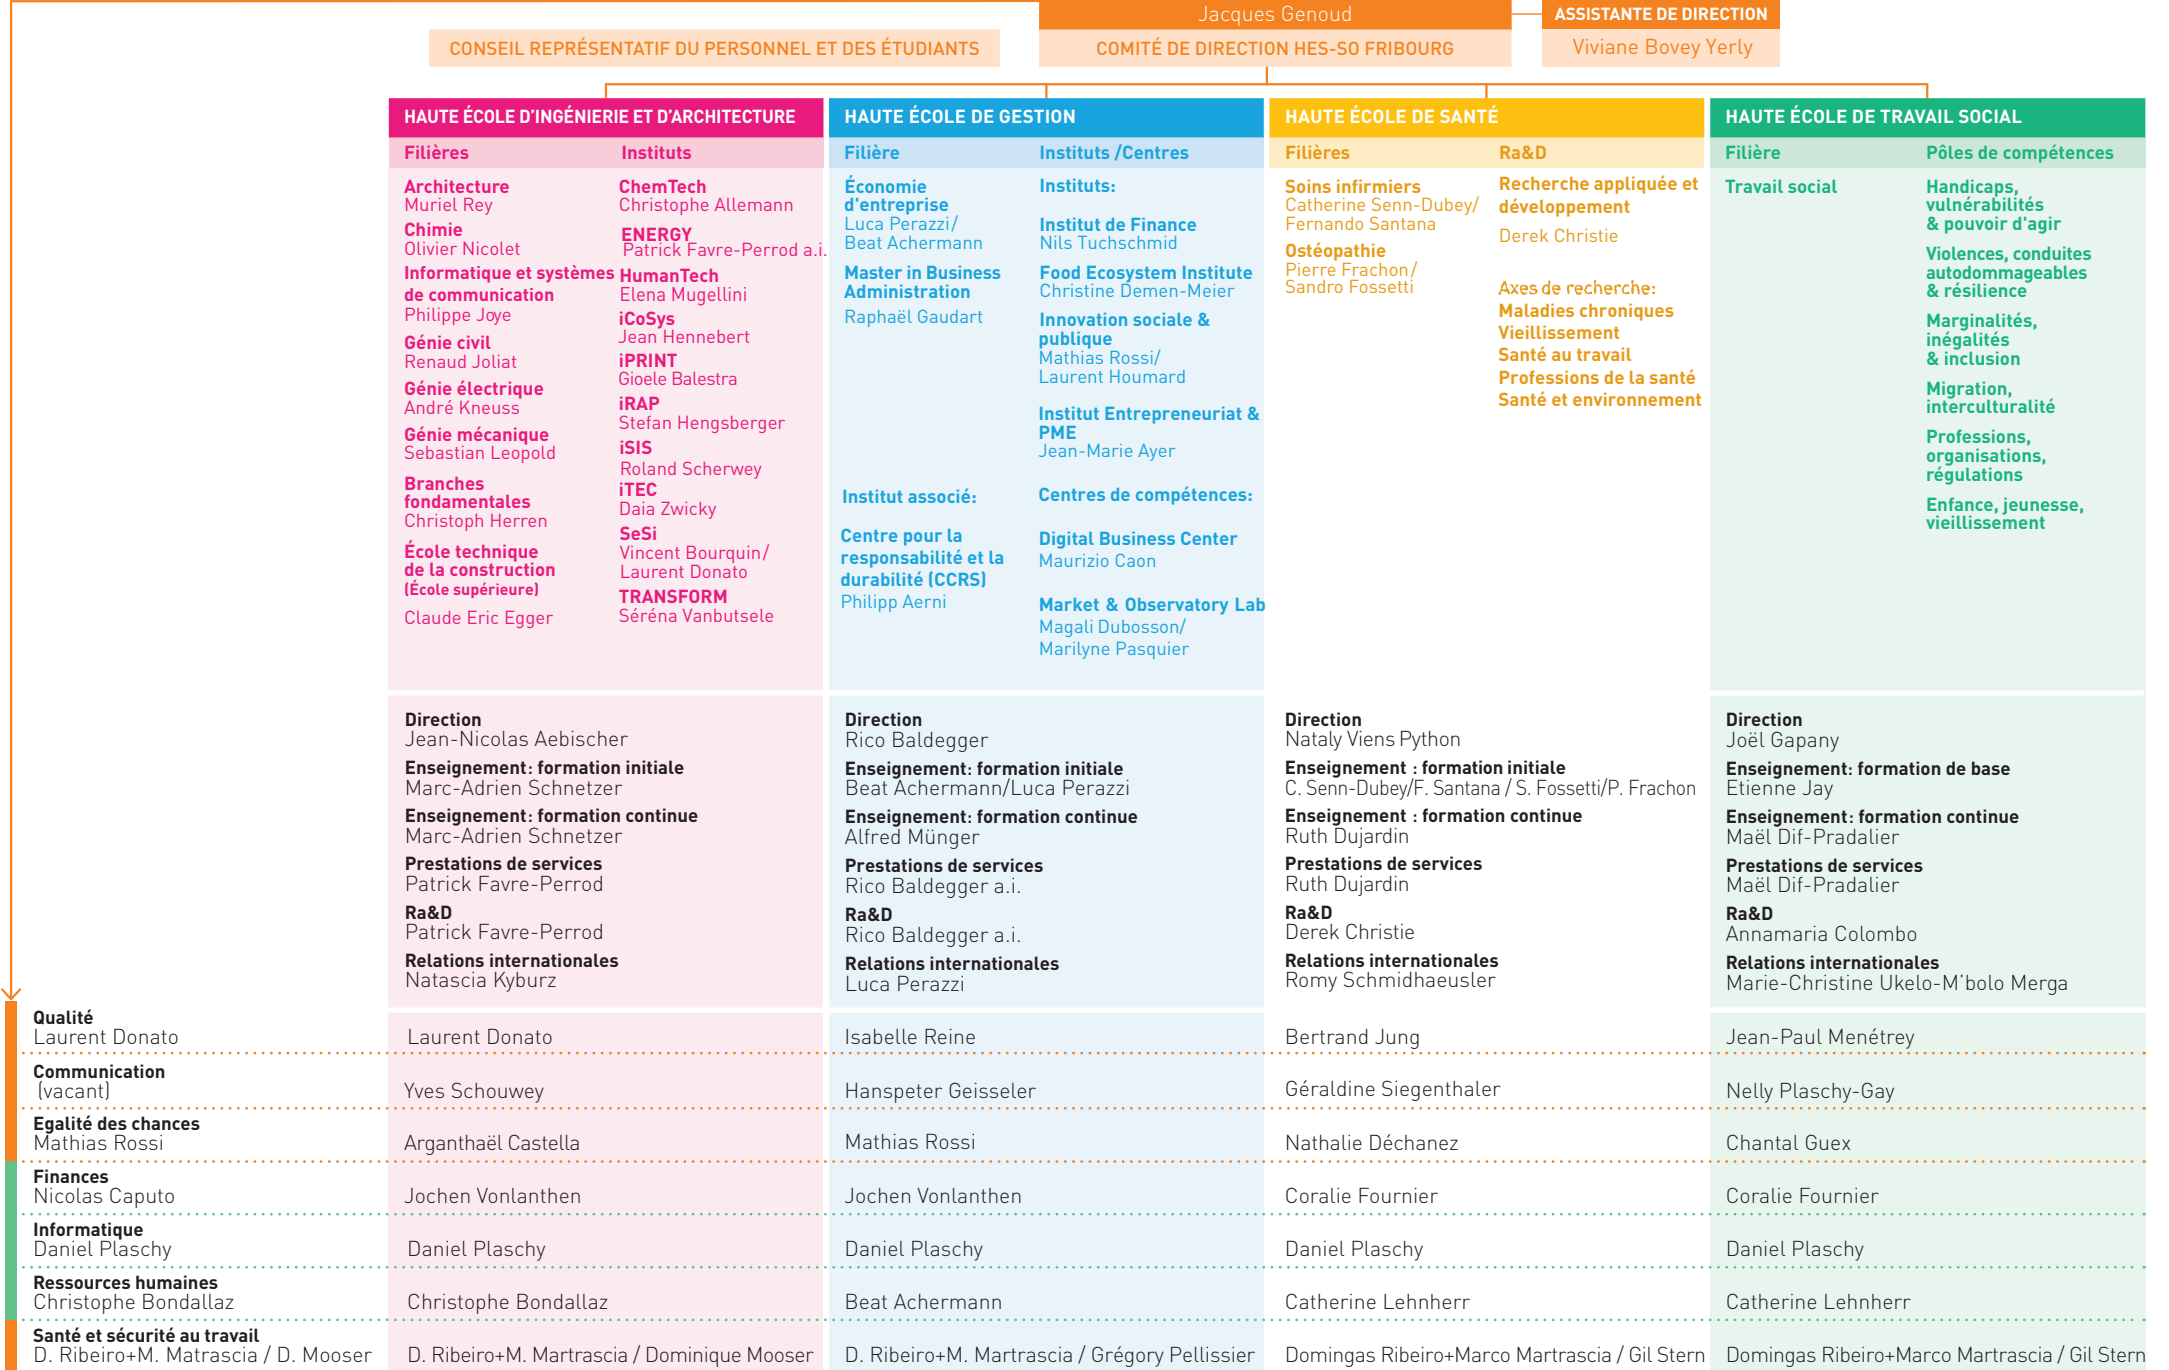 Jacques Genoud
ASSISTANTE DE DIRECTION
CONSEIL REPRÉSENTATIF DU PERSONNEL ET DES ÉTUDIANTS
COMITÉ DE DIRECTION HES-SO FRIBOURG
Viviane Bovey Yerly
HAUTE ÉCOLE D'INGÉNIERIE ET D'ARCHITECTURE
Filières
Architecture
Muriel Rey
Chimie
Olivier Nicolet
Informatique et systèmes
de communication
Philippe Joye
Génie civil
Renaud Joliat
Génie électrique
André Kneuss
Génie mécanique
Sebastian Leopold
Branches
fondamentales
Christoph Herren
École technique
de la construction
(École supérieure)
Claude Eric Egger
Instituts
ChemTech
Christophe Allemann
ENERGY
Patrick Favre-Perrod a.i.
HumanTech
Elena Mugellini
iCoSys
Jean Hennebert
iPRINT
Gioele Balestra
iRAP
Stefan Hengsberger
iSIS
Roland Scherwey
iTEC
Daia Zwicky
SeSi
Vincent Bourquin/
Laurent Donato
TRANSFORM
Séréna Vanbutsele
HAUTE ÉCOLE DE GESTION
Filière
Économie
d'entreprise
Luca Perazzi/
Beat Achermann
Master in Business
Administration
Raphaël Gaudart
Institut associé:
Centre pour la
responsabilité et la
durabilité (CCRS)
Philipp Aerni
Instituts /Centres
Instituts:
Institut de Finance
Nils Tuchschmid
Food Ecosystem Institute
Christine Demen-Meier
Innovation sociale &
publique
Mathias Rossi/
Laurent Houmard
Institut Entrepreneuriat &
PME
Jean-Marie Ayer
Centres de compétences:
Digital Business Center
Maurizio Caon
Market & Observatory Lab
Magali Dubosson/
Marilyne Pasquier
HAUTE ÉCOLE DE SANTÉ
Filières
Soins infirmiers
Catherine Senn-Dubey/
Fernando Santana
Ostéopathie
Pierre Frachon/
Sandro Fossetti
Ra&D
Recherche appliquée et
développement
Derek Christie
Axes de recherche:
Maladies chroniques
Vieillissement
Santé au travail
Professions de la santé
Santé et environnement
HAUTE ÉCOLE DE TRAVAIL SOCIAL
Filière
Travail social
Pôles de compétences
Handicaps,
vulnérabilités
& pouvoir d'agir
Violences, conduites
autodommageables
& résilience
Marginalités,
inégalités
& inclusion
Migration,
interculturalité
Professions,
organisations,
régulations
Enfance, jeunesse,
vieillissement
Direction
Jean-Nicolas Aebischer
Enseignement: formation initiale
Marc-Adrien Schnetzer
Enseignement: formation continue
Marc-Adrien Schnetzer
Prestations de services
Patrick Favre-Perrod
Ra&D
Patrick Favre-Perrod
Relations internationales
Natascia Kyburz
Direction
Rico Baldegger
Enseignement: formation initiale
Beat Achermann/Luca Perazzi
Enseignement: formation continue
Alfred Münger
Prestations de services
Rico Baldegger a.i.
Ra&D
Rico Baldegger a.i.
Relations internationales
Luca Perazzi
Direction
Nataly Viens Python
Enseignement : formation initiale
C. Senn-Dubey/F. Santana / S. Fossetti/P. Frachon
Enseignement : formation continue
Ruth Dujardin
Prestations de services
Ruth Dujardin
Ra&D
Derek Christie
Relations internationales
Romy Schmidhaeusler
Direction
Joël Gapany
Enseignement: formation de base
Etienne Jay
Enseignement: formation continue
Maël Dif-Pradalier
Prestations de services
Maël Dif-Pradalier
Ra&D
Annamaria Colombo
Relations internationales
Marie-Christine Ukelo-M'bolo Merga
Qualité
Laurent Donato
Laurent Donato
Isabelle Reine
Bertrand Jung
Jean-Paul Menétrey
Communication
(vacant)
Yves Schouwey
Hanspeter Geisseler
Géraldine Siegenthaler
Nelly Plaschy-Gay
Egalité des chances
Mathias Rossi
Arganthaël Castella
Mathias Rossi
Nathalie Déchanez
Chantal Guex
Finances
Nicolas Caputo
Jochen Vonlanthen
Jochen Vonlanthen
Coralie Fournier
Coralie Fournier
Informatique
Daniel Plaschy
Daniel Plaschy
Daniel Plaschy
Daniel Plaschy
Daniel Plaschy
Ressources humaines
Christophe Bondallaz
Christophe Bondallaz
Beat Achermann
Catherine Lehnherr
Catherine Lehnherr
Santé et sécurité au travail
D. Ribeiro+M. Matrascia / D. Mooser
D. Ribeiro+M. Martrascia / Dominique Mooser
D. Ribeiro+M. Martrascia / Grégory Pellissier
Domingas Ribeiro+Marco Martrascia / Gil Stern
Domingas Ribeiro+Marco Martrascia / Gil Stern